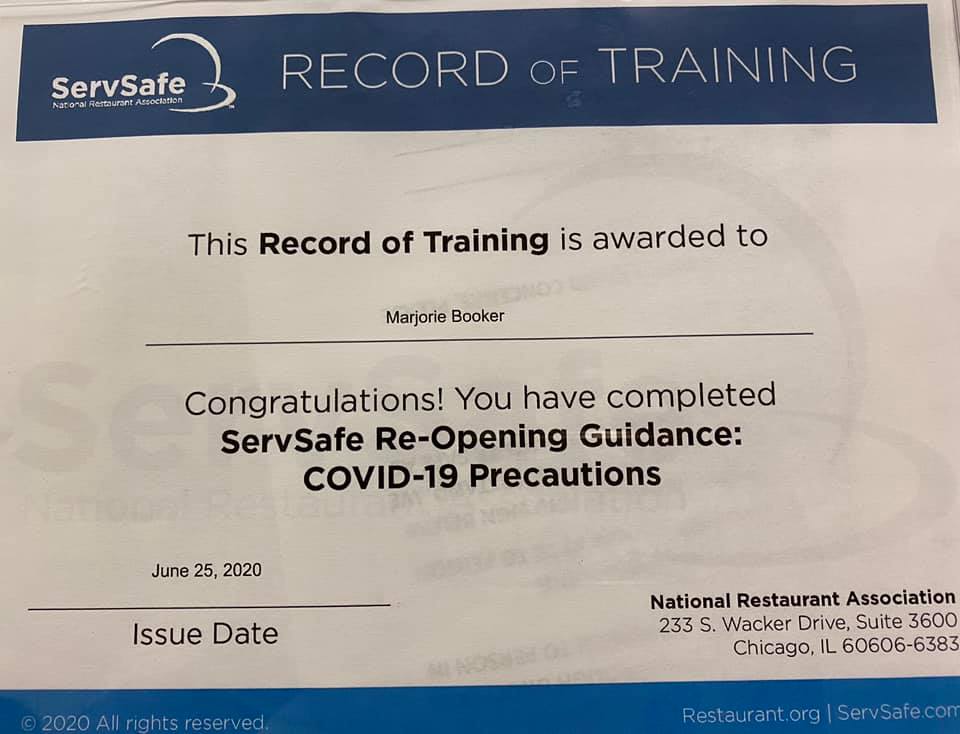 ServSafe
National Restaurant Association
RECORD OF TRAINING
This Record of Training is awarded to
Marjorie Booker
Congratulations! You have completed
ServSafe Re-Opening Guidance:
COVID-19 Precautions
June 25, 2020
Issue Date
National Restaurant Association
233 S. Wacker Drive, Suite 3600
Chicago, IL 60606-6383
© 2020 All rights reserved.
Restaurant.org | ServSafe.com